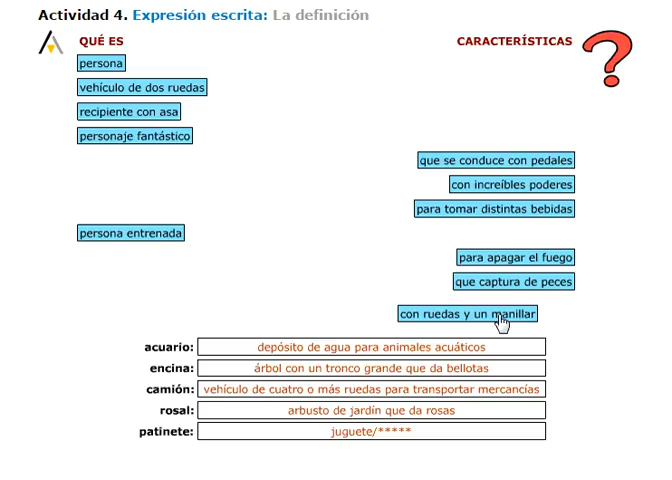 Actividad 4. Expresión escrita: La definición
QUÉ ES
CARACTERÍSTICAS
persona
vehículo de dos ruedas
recipiente con asa
personaje fantástico
que se conduce con pedales
con increíbles poderes
para tomar distintas bebidas
persona entrenada
para apagar el fuego
que captura de peces
con ruedas y un manillar
acuario: depósito de agua para animales acuáticos
encina: árbol con un tronco grande que da bellotas
camión: vehículo de cuatro o más ruedas para transportar mercancías
rosal: arbusto de jardín que da rosas
patinete: juguete/*****